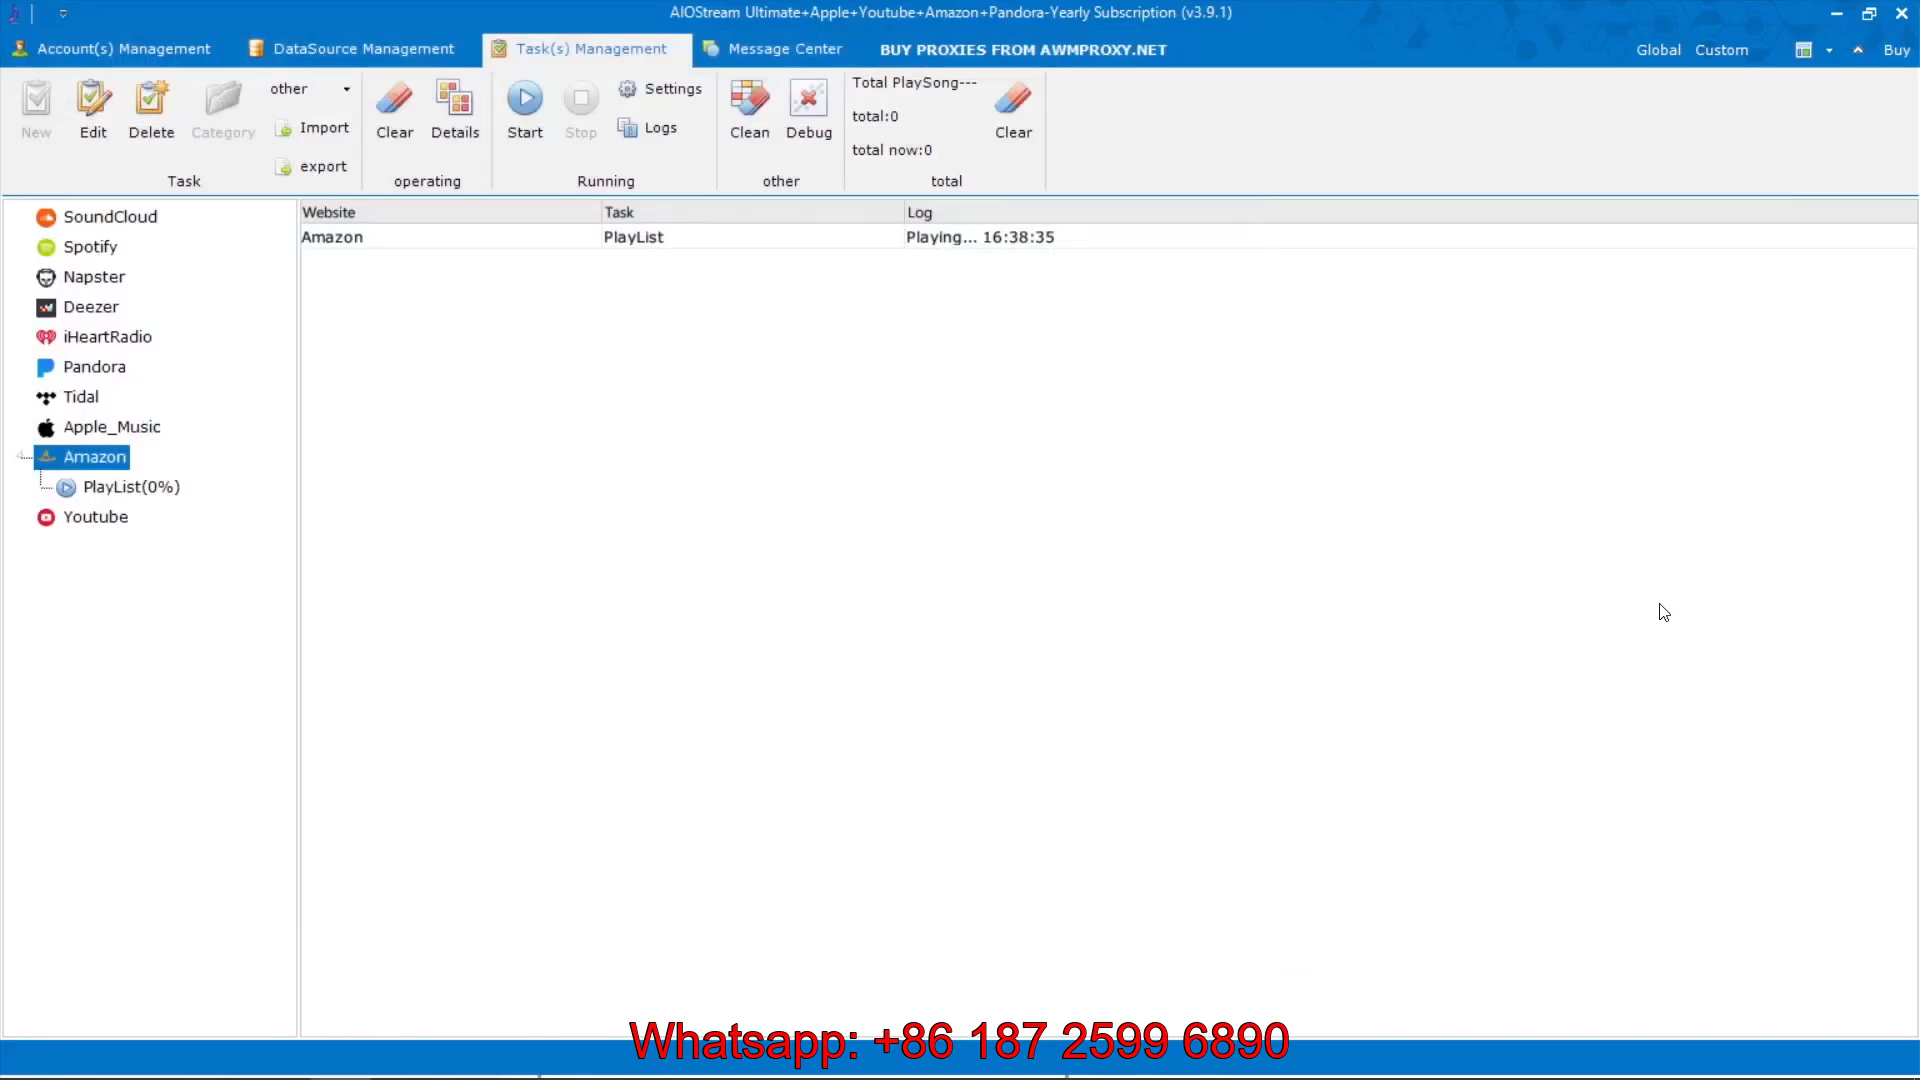 AIOStream Ultimate+Apple+Youtube+Amazon+Pandora-Yearly Subscription (v3.9.1)
Account(s) Management DataSource Management Task(s) Management Message Center BUY PROXIES FROM AWMPROXY.NET Global Custom Buy
New Edit Delete Category
other
Import
export
Task
Clear Details
operating
Start Stop
Settings
Logs
Running
Clean Debug
other
Total PlaySong---
total:0
total now:0
Clear
total
SoundCloud
Spotify
Napster
Deezer
iHeartRadio
Pandora
Tidal
Apple_Music
Amazon
PlayList(0%)
Youtube
Website Task Log
Amazon PlayList Playing... 16:38:35
Whatsapp: +86 187 2599 6890